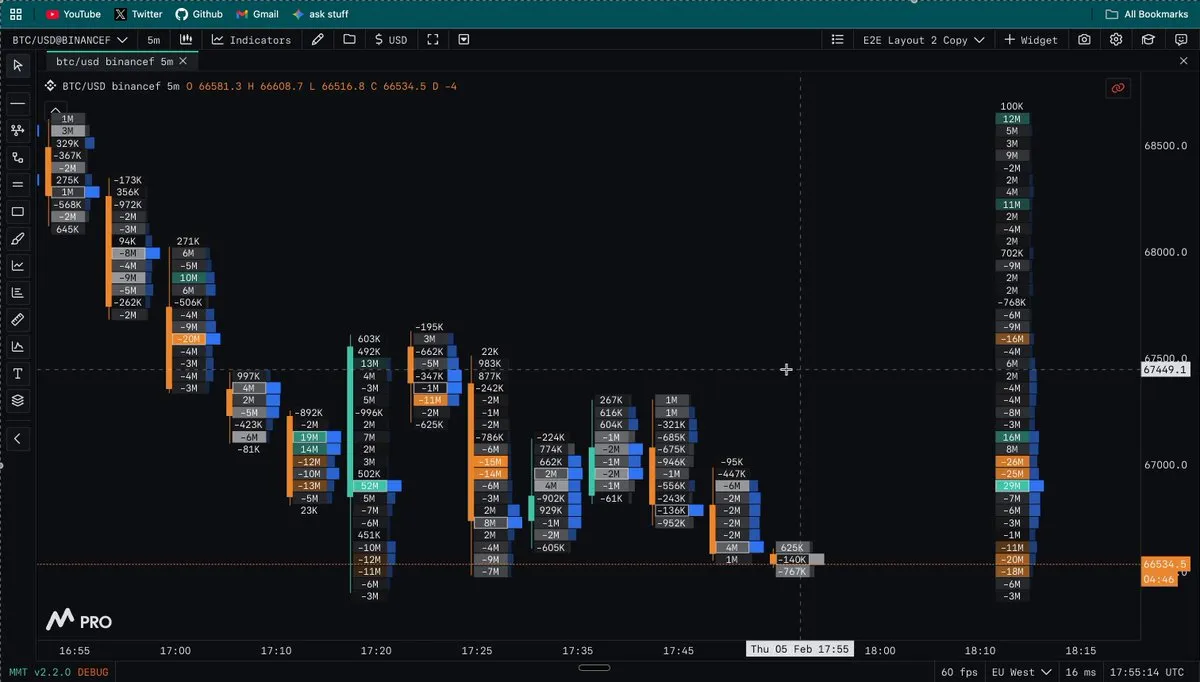 YouTube Twitter Github Gmail ask stuff All Bookmarks
BTC/USD@BINANCEF 5m Indicators $ USD E2E Layout 2 Copy + Widget
btc/usd binancef 5m ×
BTC/USD binancef 5m O 66581.3 H 66608.7 L 66516.8 C 66534.5 D -4
1M
3M
329K
-367K
-2M
275K
1M
-568K
-2M
645K
-173K
356K
-972K
-2M
-3M
94K
-8M
-4M
-9M
-5M
-262K
-2M
271K
6M
-5M
10M
6M
-506K
-4M
-9M
-20M
-4M
-3M
-4M
-3M
997K
4M
2M
-5M
-423K
-6M
-81K
-892K
-2M
19M
14M
-12M
-10M
-13M
-5M
23K
603K
492K
13M
4M
-3M
5M
-996K
2M
7M
2M
3M
502K
52M
5M
-7M
-6M
451K
-10M
-12M
-11M
-6M
-3M
-195K
3M
-662K
-5M
-347K
-1M
-11M
-2M
-625K
22K
983K
877K
-242K
-2M
-1M
-2M
-786K
-6M
-15M
-14M
-6M
-3M
2M
8M
2M
-4M
-9M
-7M
-224K
774K
662K
2M
4M
-902K
929K
-1M
-2M
-605K
267K
616K
604K
-1M
-2M
-1M
-2M
-1M
-61K
1M
1M
-321K
-685K
-675K
-946K
-1M
-556K
-243K
-136K
-952K
-95K
-447K
-6M
-2M
-2M
-2M
-2M
4M
1M
625K
-140K
-767K
100K
12M
5M
3M
9M
-2M
2M
4M
11M
2M
-4M
2M
702K
-9M
2M
2M
-768K
-6M
-9M
-16M
-4M
6M
2M
-4M
-4M
-8M
-3M
16M
8M
-26M
-25M
29M
-7M
-6M
-3M
-1M
-11M
-20M
-18M
-6M
-3M
68500.0
68000.0
67500.0
67449.1
67000.0
66534.5
04:46
PRO
16:55 17:00 17:10 17:20 17:25 17:35 17:45 Thu 05 Feb 17:55 18:00 18:10 18:15
MMT v2.2.0 DEBUG 60 fps EU West 16 ms 17:55:14 UTC